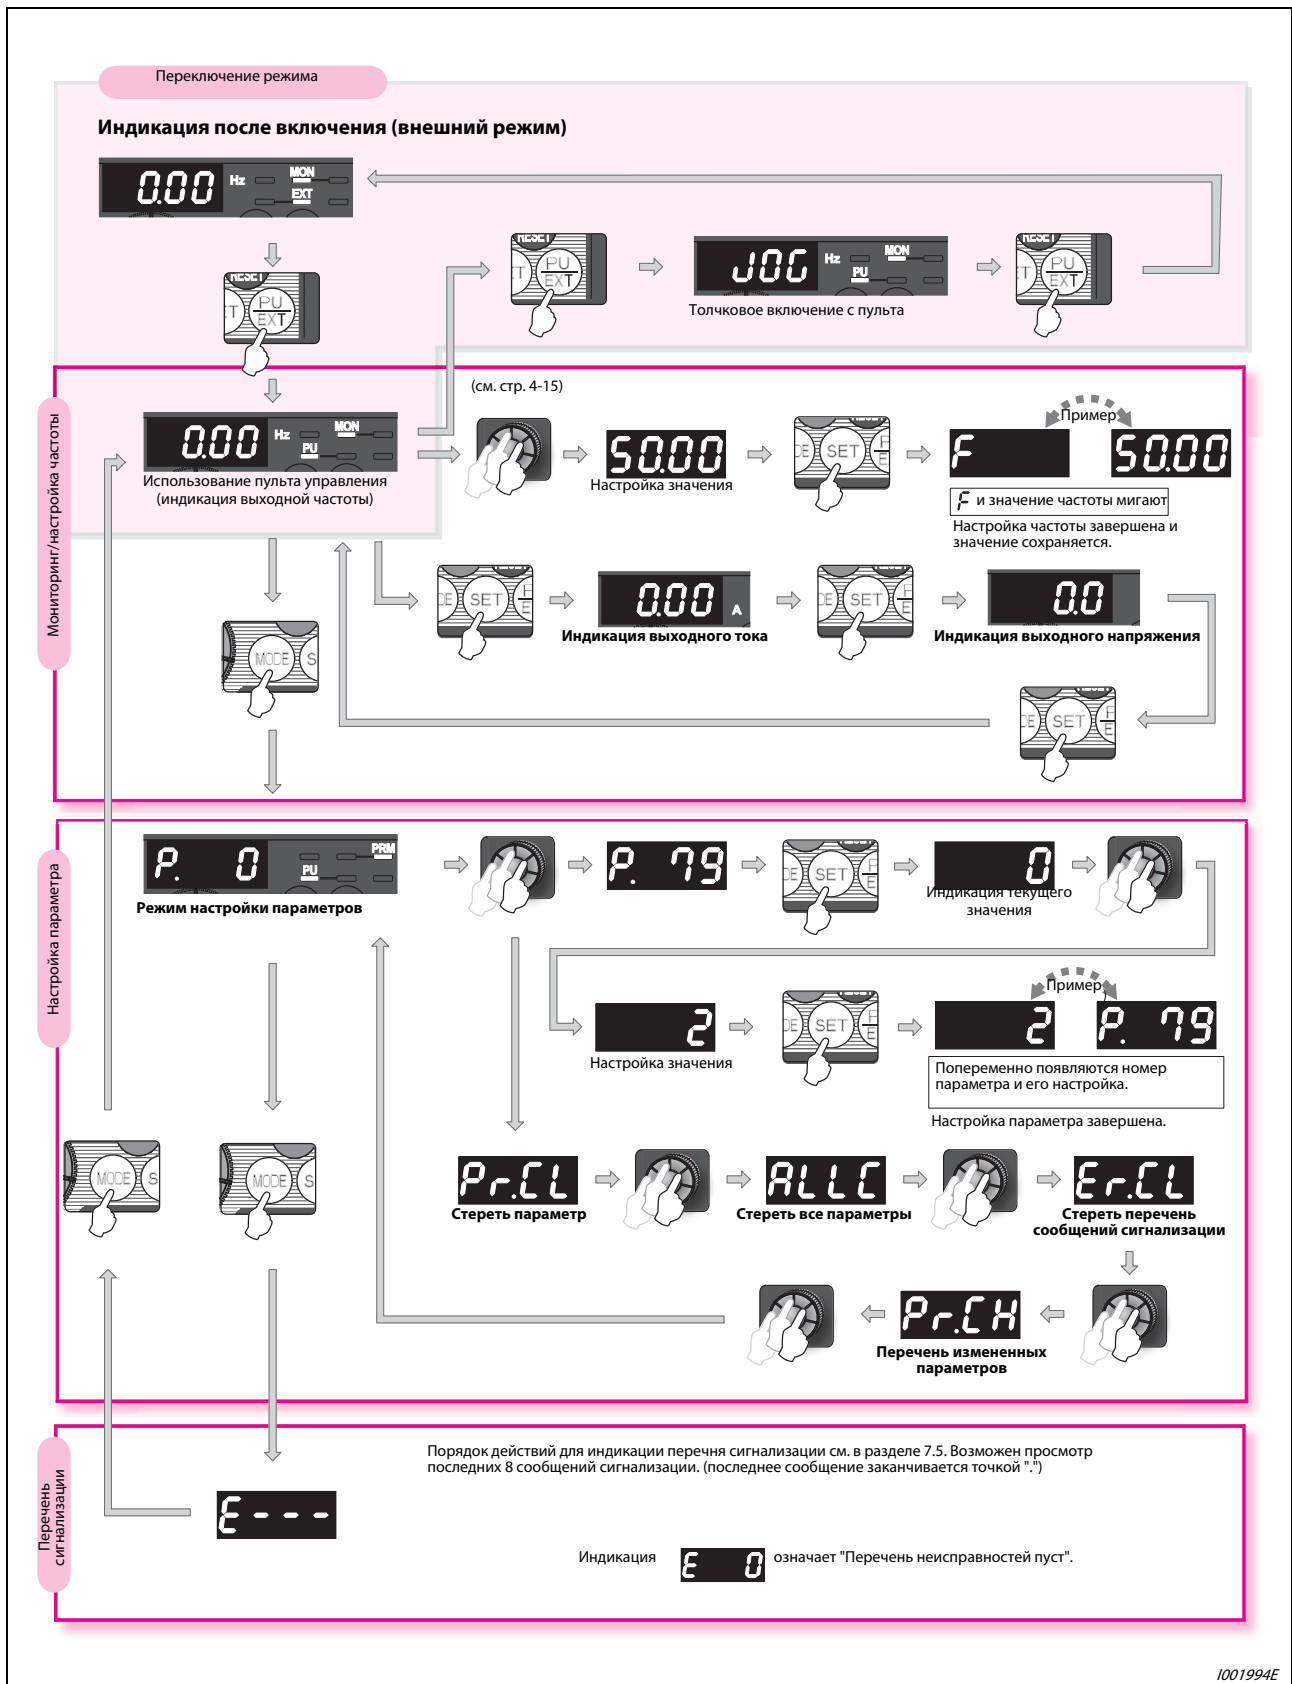 Переключение режима
Индикация после включения (внешний режим)
0.00 Hz MON
EXT
RESET
PU
EXT
RESET
PU
EXT
JOG Hz MON
PU
RESET
PU
EXT
Толчковое включение с пульта
Мониторинг/настройка частоты
(см. стр. 4-15)
0.00 Hz MON
PU
Использование пульта управления
(индикация выходной частоты)
50.00
Настройка значения
SET
Пример
F 50.00
F и значение частоты мигают
Настройка частоты завершена и
значение сохраняется.
SET
0.00 A
Индикация выходного тока
SET
0.0
Индикация выходного напряжения
MODE S
SET
Настройка параметра
P. 0 PRM
PU
Режим настройки параметров
P. 79
SET
0
Индикация текущего
значения
2
Настройка значения
SET
Пример
2 P. 79
Попеременно появляются номер
параметра и его настройка.
Настройка параметра завершена.
MODE S
MODE S
Pr.CL
Стереть параметр
ALLC
Стереть все параметры
Er.CL
Стереть перечень
сообщений сигнализации
Pr.CH
Перечень измененных
параметров
Перечень
сигнализации
Порядок действий для индикации перечня сигнализации см. в разделе 7.5. Возможен просмотр
последних 8 сообщений сигнализации. (последнее сообщение заканчивается точкой ".")
E---
Индикация E 0 означает "Перечень неисправностей пуст".
I001994E